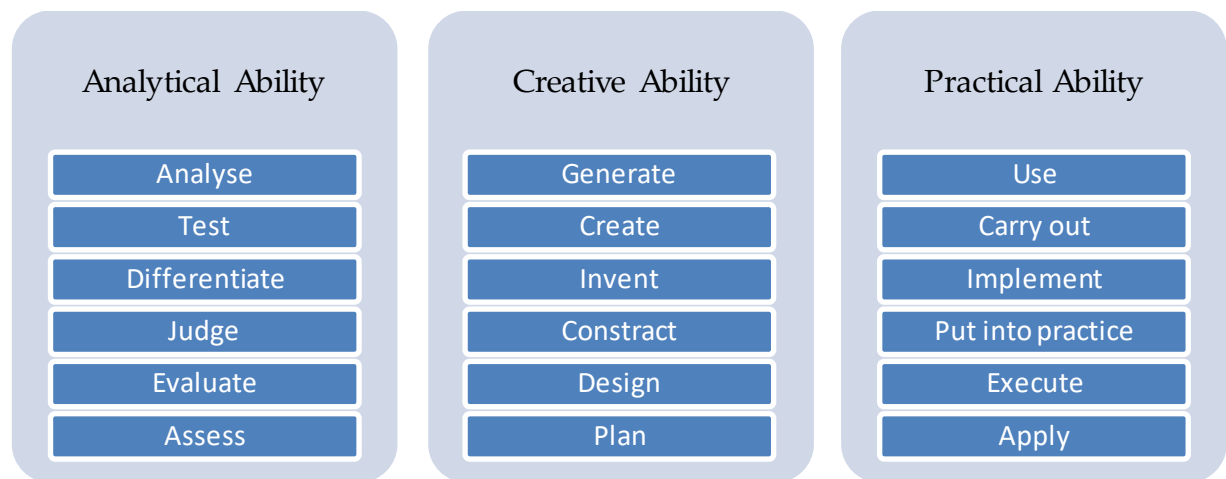 Analytical Ability
Analyse
Test
Differentiate
Judge
Evaluate
Assess
Creative Ability
Generate
Create
Invent
Constract
Design
Plan
Practical Ability
Use
Carry out
Implement
Put into practice
Execute
Apply